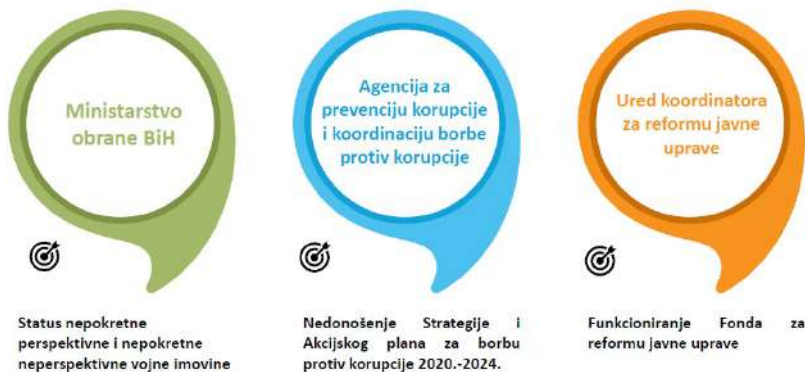 Ministarstvo
obrane BiH
Agencija za
prevenciju korupcije
i koordinaciju borbe
protiv korupcije
Ured koordinatora
za reformu javne
uprave
Status nepokretne
perspektivne i nepokretne
neperspektivne vojne imovine
Nedonošenje Strategije i
Akcijskog plana za borbu
protiv korupcije 2020.-2024.
Funkcioniranje Fonda za
reformu javne uprave